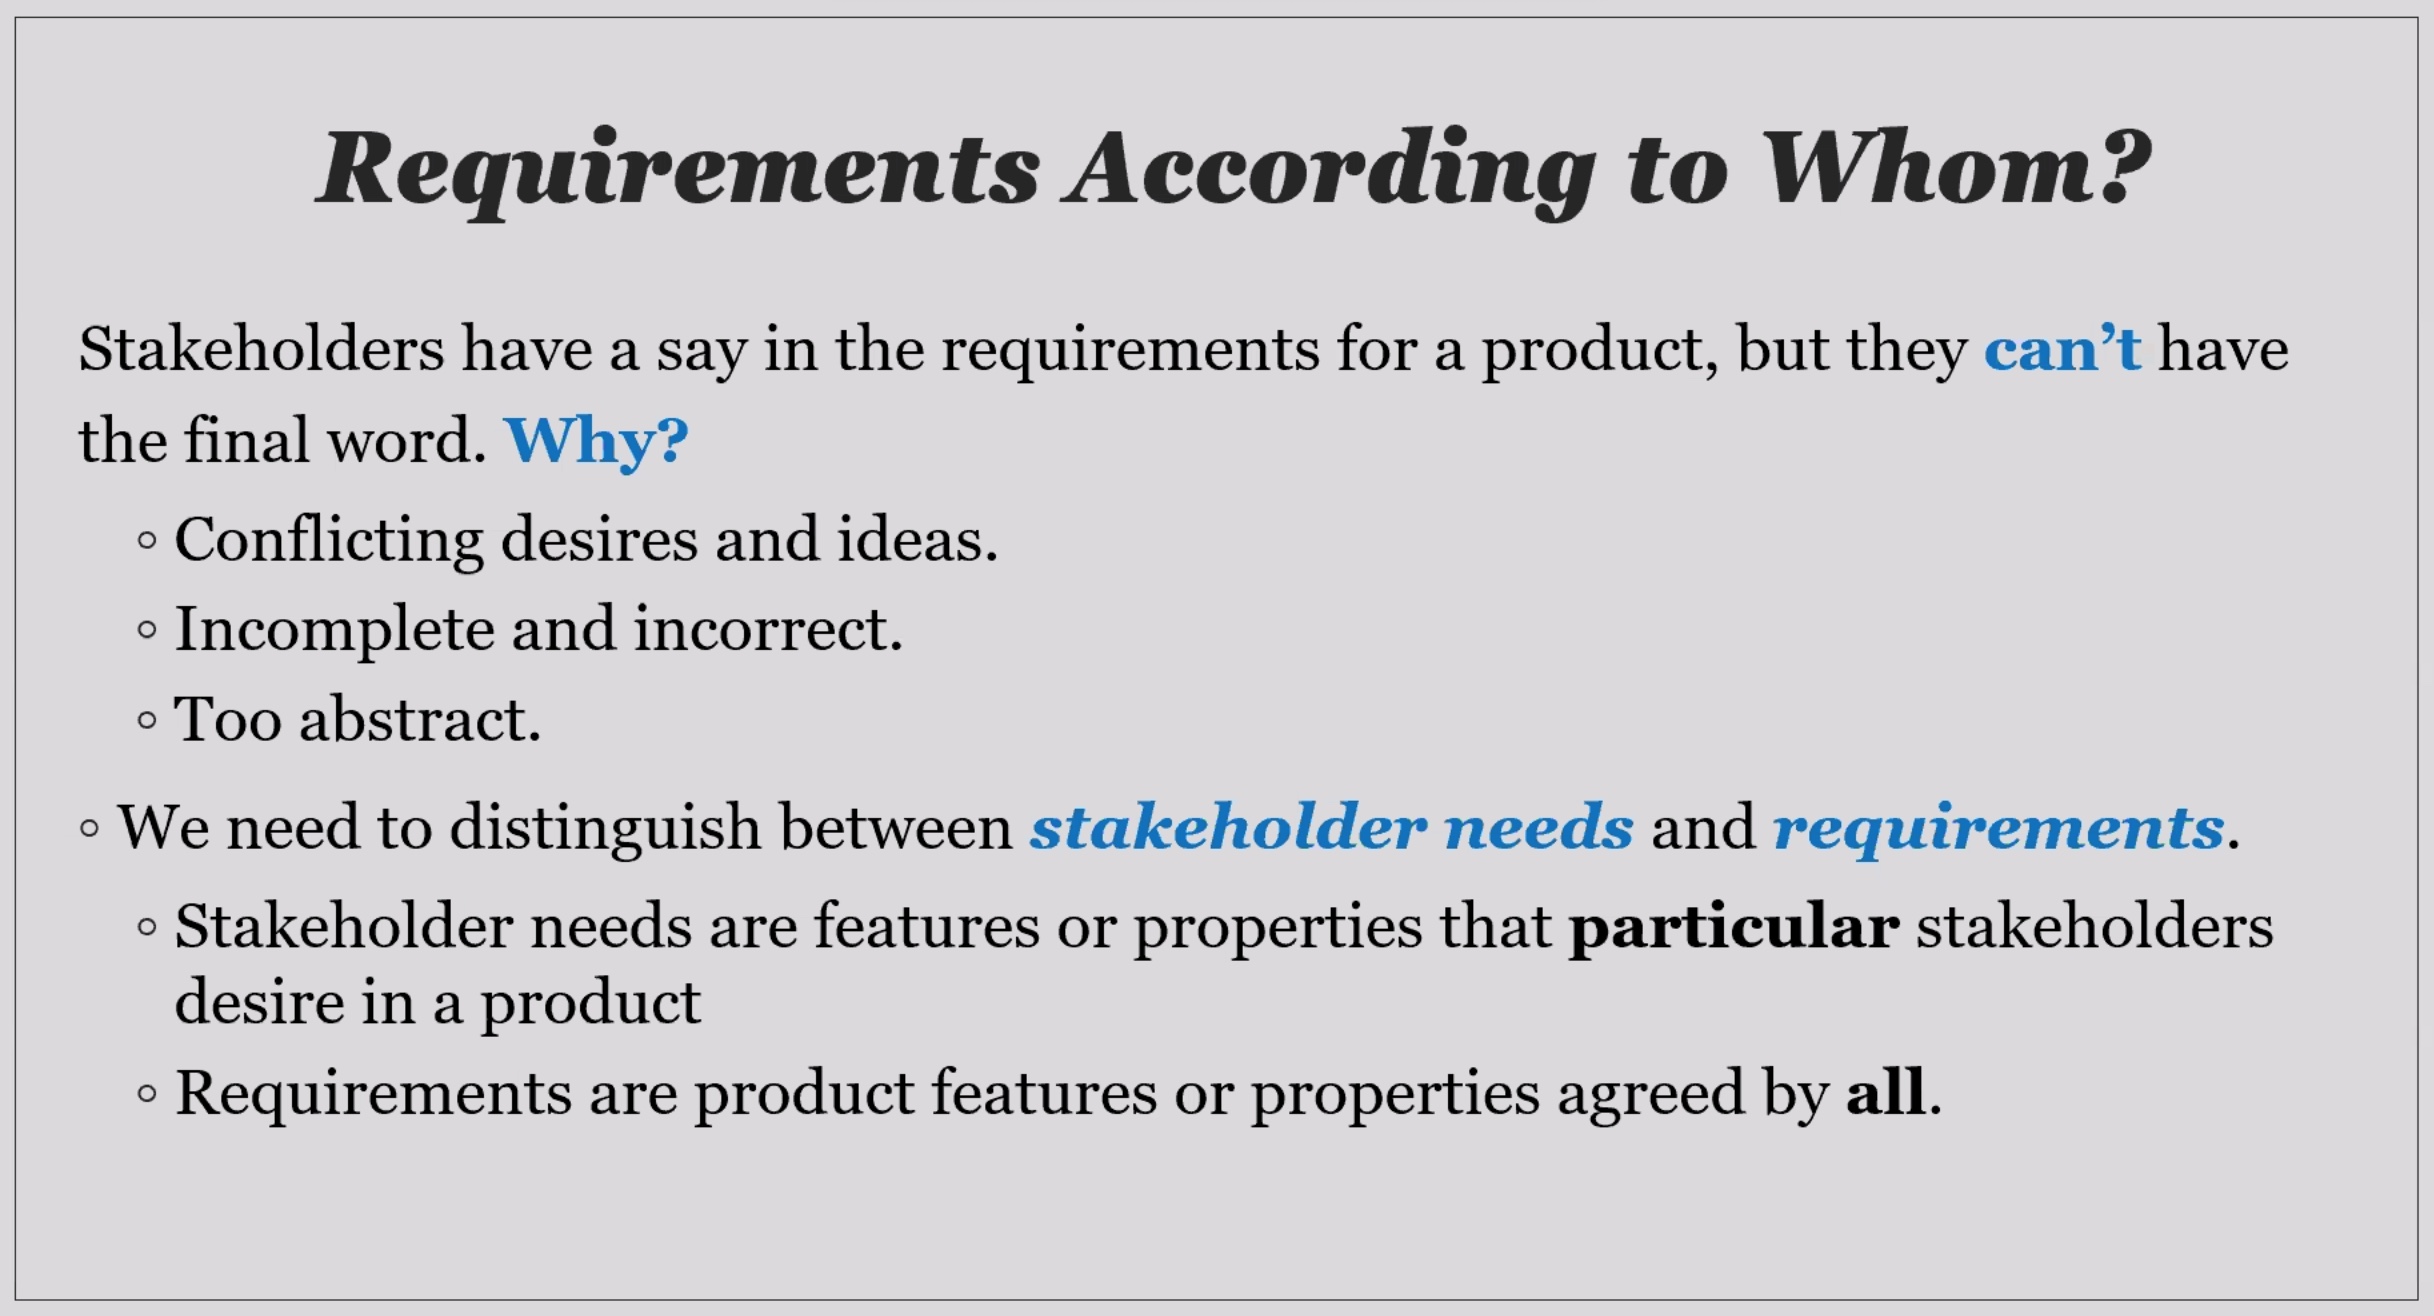 Requirements According to Whom?
Stakeholders have a say in the requirements for a product, but they can’t have
the final word. Why?
◦ Conflicting desires and ideas.
◦ Incomplete and incorrect.
◦ Too abstract.
◦ We need to distinguish between stakeholder needs and requirements.
◦ Stakeholder needs are features or properties that particular stakeholders
desire in a product
◦ Requirements are product features or properties agreed by all.